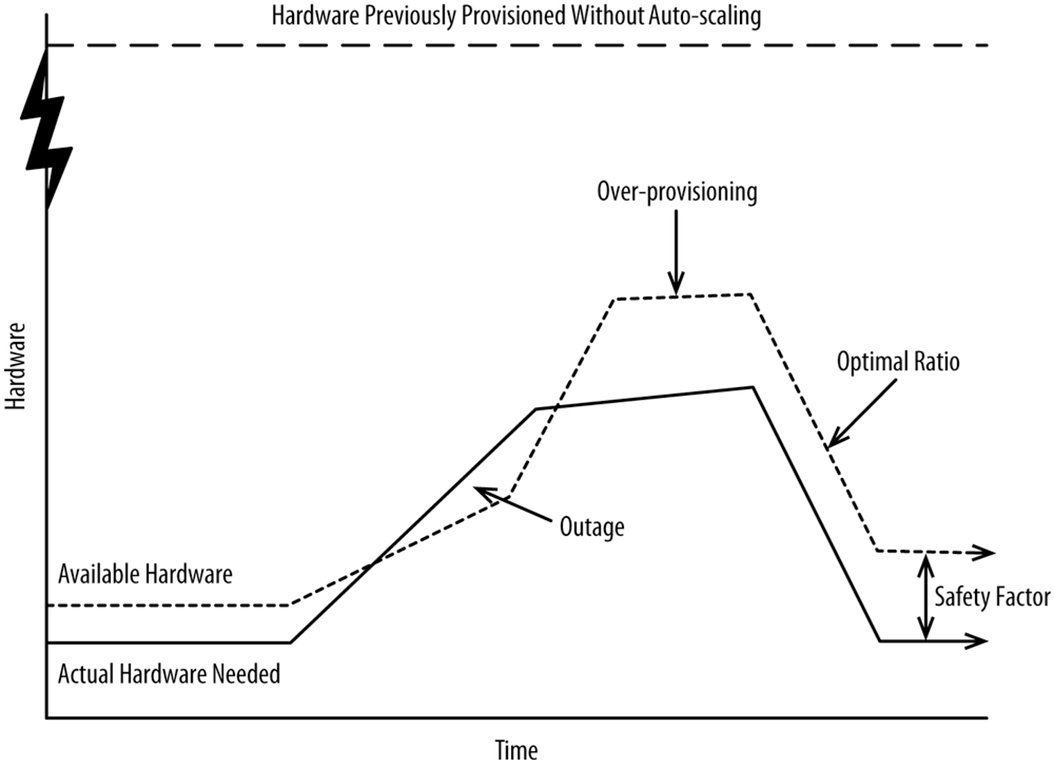 Hardware Previously Provisioned Without Auto-scaling
Over-provisioning
Optimal Ratio
Hardware
Outage
Available Hardware
Safety Factor
Actual Hardware Needed
Time